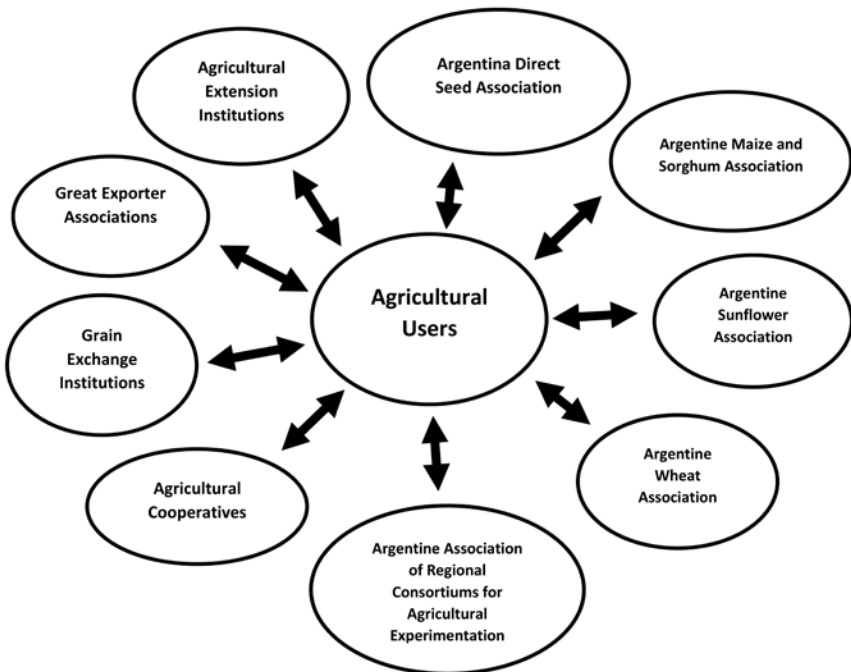 Agricultural
Extension
Institutions
Argentina Direct
Seed Association
Argentine Maize and
Sorghum Association
Great Exporter
Associations
Agricultural
Users
Argentine
Sunflower
Association
Grain
Exchange
Institutions
Argentine
Wheat
Association
Agricultural
Cooperatives
Argentine Association
of Regional
Consortiums for
Agricultural
Experimentation